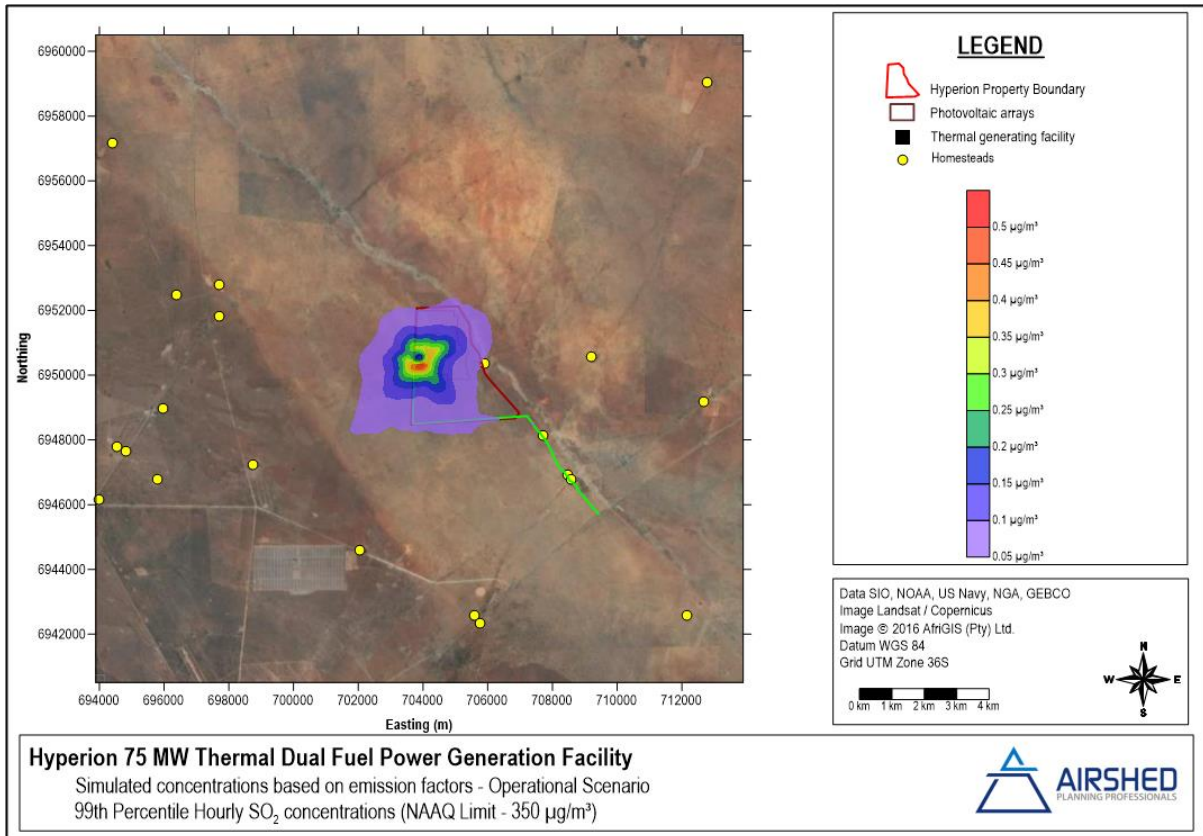 6960000
6958000
6956000
6954000
6952000
6950000
6948000
6946000
6944000
6942000
Northing
694000 696000 698000 700000 702000 704000 706000 708000 710000 712000
Easting (m)
LEGEND
Hyperion Property Boundary
Photovoltaic arrays
Thermal generating facility
Homesteads
0.5 µg/m³
0.45 µg/m³
0.4 µg/m³
0.35 µg/m³
0.3 µg/m³
0.25 µg/m³
0.2 µg/m³
0.15 µg/m³
0.1 µg/m³
0.05 µg/m³
Data SIO, NOAA, US Navy, NGA, GEBCO
Image Landsat / Copernicus
Image © 2016 AfriGIS (Pty) Ltd.
Datum WGS 84
Grid UTM Zone 36S
N
W E
S
0 km 1 km 2 km 3 km 4 km
Hyperion 75 MW Thermal Dual Fuel Power Generation Facility
Simulated concentrations based on emission factors - Operational Scenario
99th Percentile Hourly SO₂ concentrations (NAAQ Limit - 350 µg/m³)
AIRSHED
PLANNING PROFESSIONALS